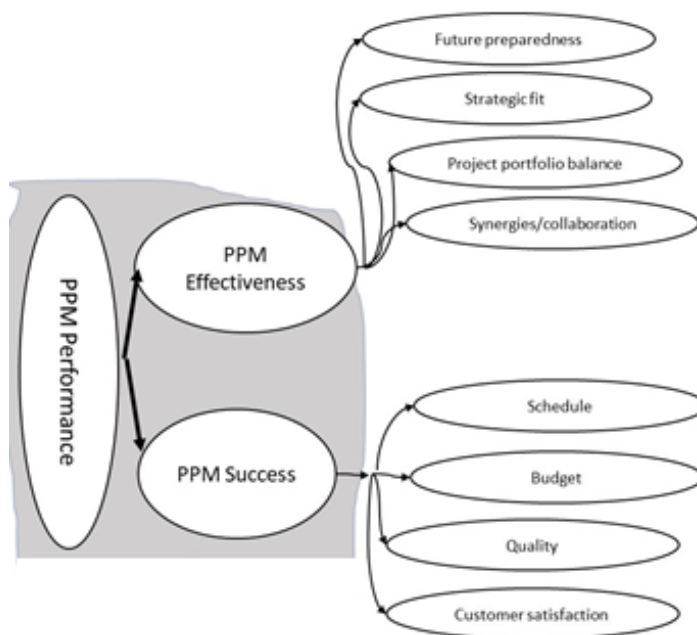 Future preparedness
Strategic fit
Project portfolio balance
Synergies/collaboration
PPM
Effectiveness
PPM Performance
PPM Success
Schedule
Budget
Quality
Customer satisfaction